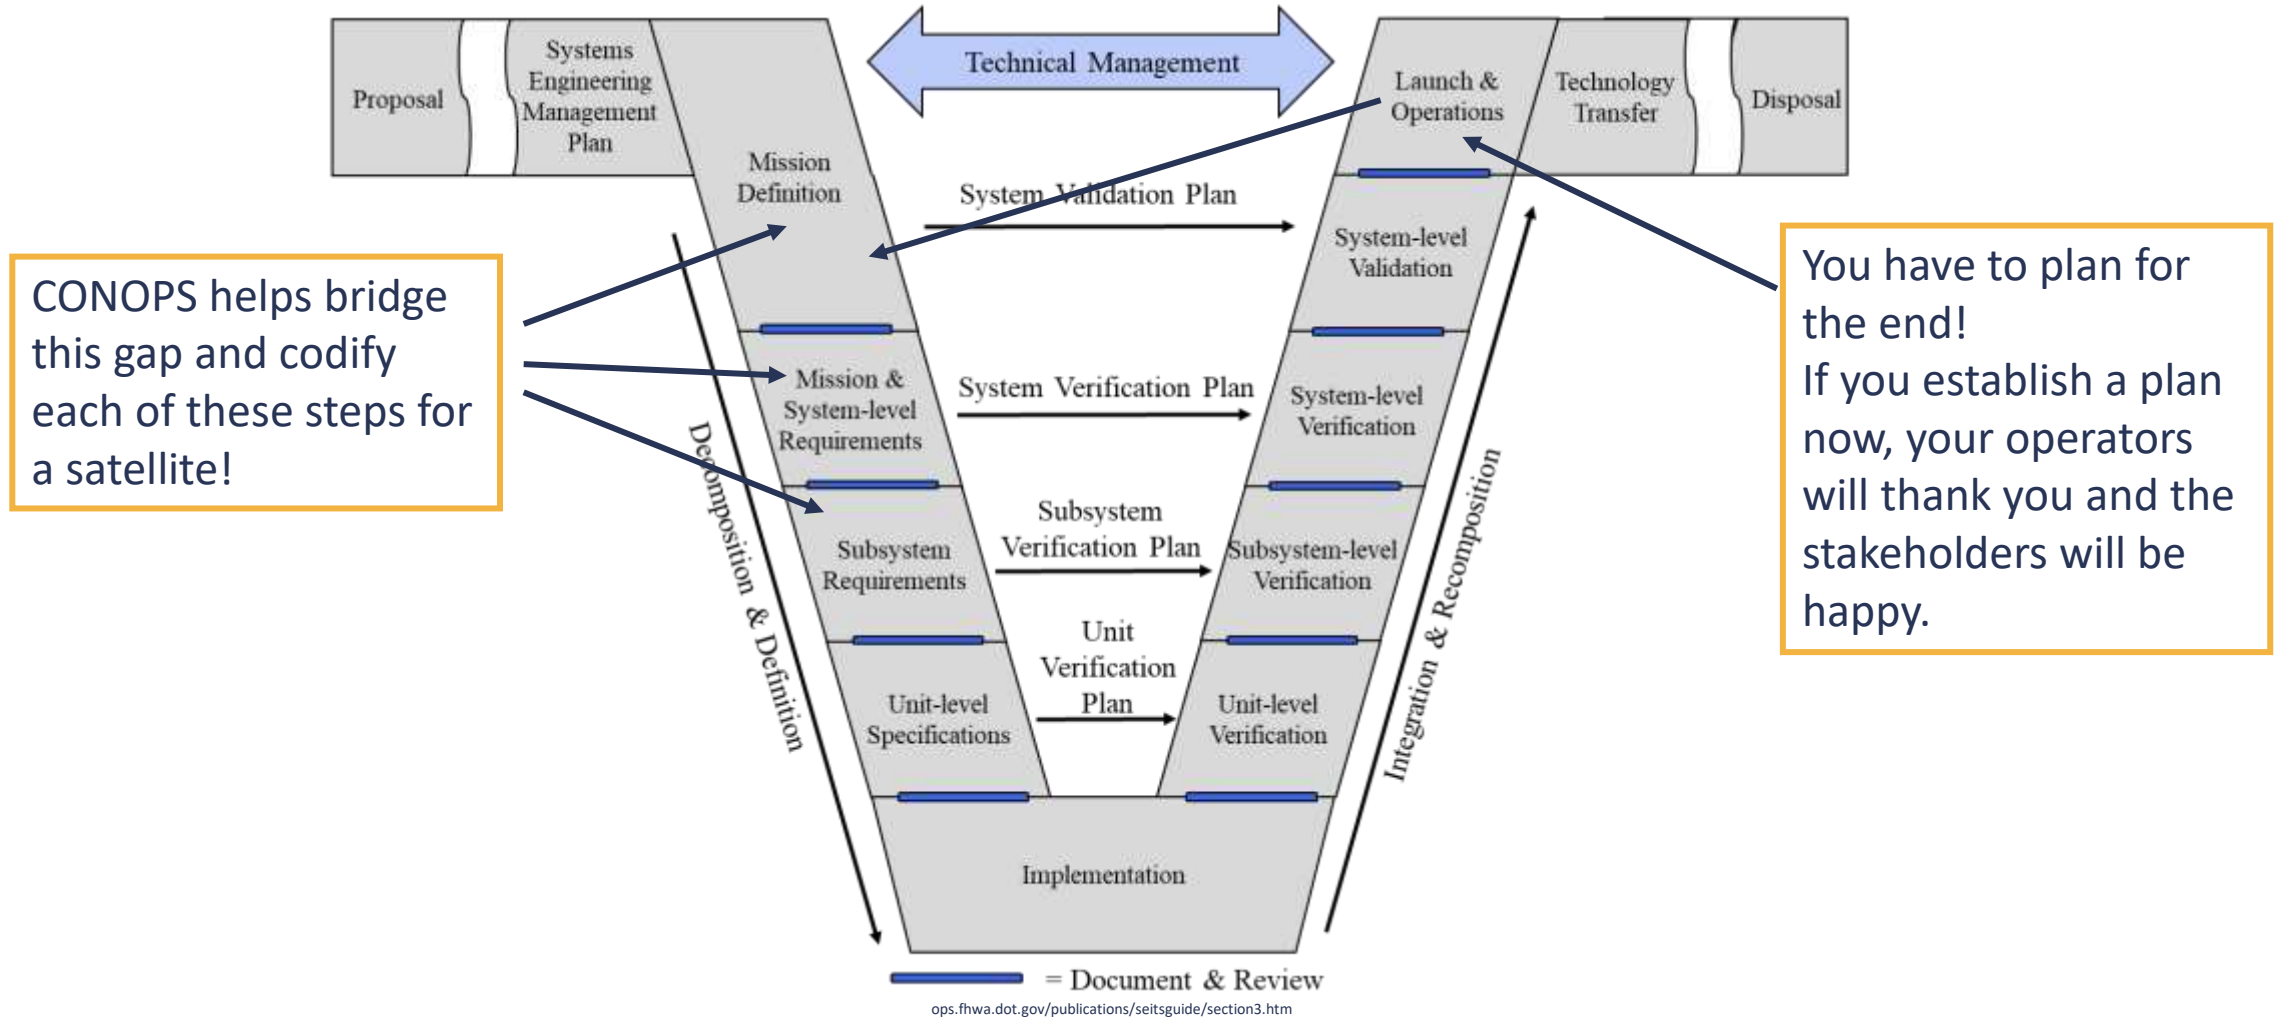 Proposal
Systems
Engineering
Management
Plan
Technical Management
Launch &
Operations
Technology
Transfer
Disposal
Mission
Definition
System Validation Plan
System-level
Validation
CONOPS helps bridge
this gap and codify
each of these steps for
a satellite!
You have to plan for
the end!
If you establish a plan
now, your operators
will thank you and the
stakeholders will be
happy.
Mission &
System-level
Requirements
System Verification Plan
System-level
Verification
Decomposition & Definition
Subsystem
Requirements
Subsystem
Verification Plan
Subsystem-level
Verification
Integration & Recomposition
Unit-level
Specifications
Unit
Verification
Plan
Unit-level
Verification
Implementation
= Document & Review
ops.fhwa.dot.gov/publications/seitsguide/section3.htm